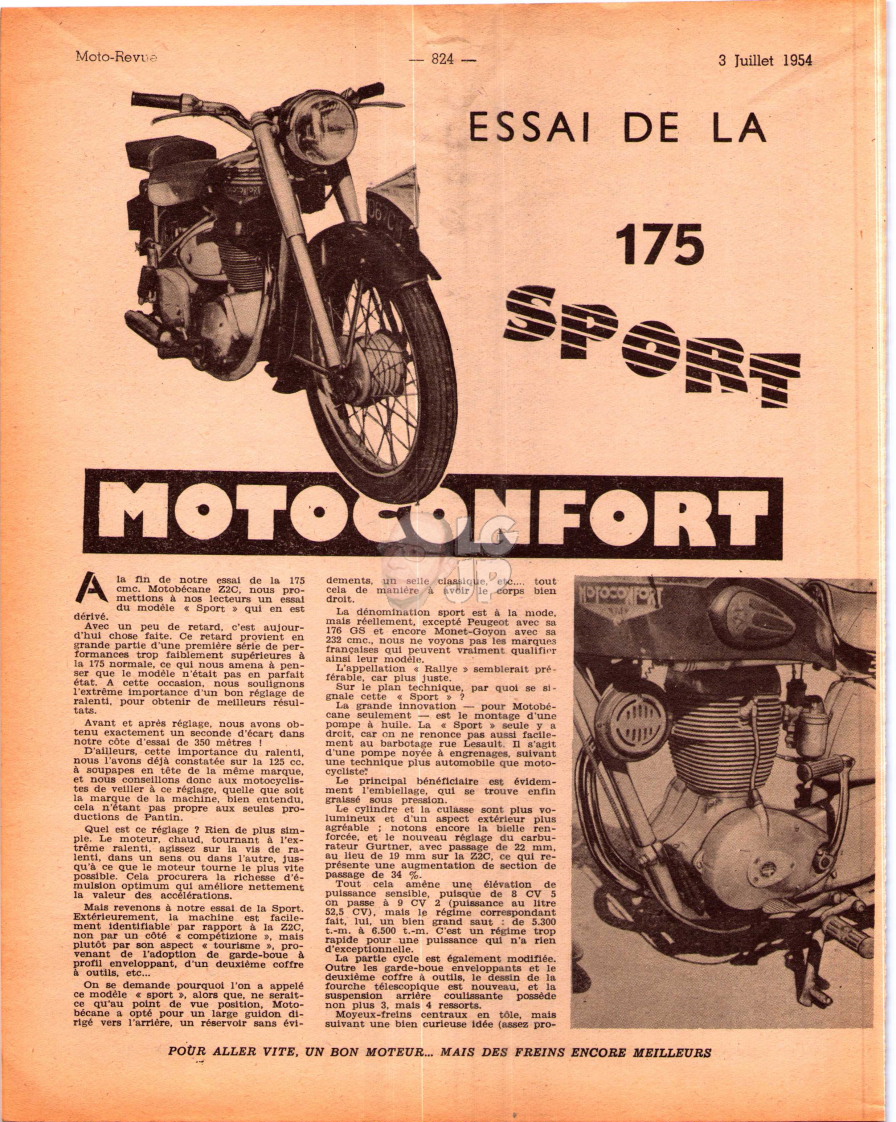 Moto-Revue
— 824 —
3 Juillet 1954
ESSAI DE LA
175
SPORT
MOTOCONFORT
LG
JP
A la fin de notre essai de la 175
cmc. Motobécane Z2C, nous pro-
mettions à nos lecteurs un essai
du modèle « Sport » qui en est
dérivé.
Avec un peu de retard, c'est aujour-
d'hui chose faite. Ce retard provient en
grande partie d'une première série de per-
formances trop faiblement supérieures à
la 175 normale, ce qui nous amena à pen-
ser que le modèle n'était pas en parfait
état. A cette occasion, nous soulignons
l'extrême importance d'un bon réglage de
ralenti, pour obtenir de meilleurs résul-
tats.
Avant et après réglage, nous avons ob-
tenu exactement un seconde d'écart dans
notre côte d'essai de 350 mètres !
D'ailleurs, cette importance du ralenti,
nous l'avons déjà constatée sur la 125 cc.
à soupapes en tête de la même marque,
et nous conseillons donc aux motocyclis-
tes de veiller à ce réglage, quelle que soit
la marque de la machine, bien entendu,
cela n'étant pas propre aux seules pro-
ductions de Pantin.
Quel est ce réglage ? Rien de plus sim-
ple. Le moteur, chaud, tournant à l'ex-
trême ralenti, agissez sur la vis de ra-
lenti, dans un sens ou dans l'autre, jus-
qu'à ce que le moteur tourne le plus vite
possible. Cela procurera la richesse d'é-
mulsion optimum qui améliore nettement
la valeur des accélérations.
Mais revenons à notre essai de la Sport.
Extérieurement, la machine est facile-
ment identifiable par rapport à la Z2C,
non par un côté « compétizione », mais
plutôt par son aspect « tourisme », pro-
venant de l'adoption de garde-boue à
profil enveloppant, d'un deuxième coffre
à outils, etc...
On se demande pourquoi l'on a appelé
ce modèle « sport », alors que, ne serait-
ce qu'au point de vue position, Moto-
bécane a opté pour un large guidon di-
rigé vers l'arrière, un réservoir sans évi-
dements, un selle classique, etc.... tout
cela de manière à avoir le corps bien
droit.
La dénomination sport est à la mode,
mais réellement, excepté Peugeot avec sa
176 GS et encore Monet-Goyon avec sa
232 cmc., nous ne voyons pas les marques
françaises qui peuvent vraiment qualifier
ainsi leur modèle.
L'appellation « Rallye » semblerait pré-
férable, car plus juste.
Sur le plan technique, par quoi se si-
gnale cette « Sport » ?
La grande innovation — pour Motobé-
cane seulement — est le montage d'une
pompe à huile. La « Sport » seule y a
droit, car on ne renonce pas aussi facile-
ment au barbotage rue Lesault. Il s'agit
d'une pompe noyée à engrenages, suivant
une technique plus automobile que moto-
cycliste.
Le principal bénéficiaire est évidem-
ment l'embiellage, qui se trouve enfin
graissé sous pression.
Le cylindre et la culasse sont plus vo-
lumineux et d'un aspect extérieur plus
agréable ; notons encore la bielle ren-
forcée, et le nouveau réglage du carbu-
rateur Gurtner, avec passage de 22 mm,
au lieu de 19 mm sur la Z2C, ce qui re-
présente une augmentation de section de
passage de 34 %.
Tout cela amène une élévation de
puissance sensible, puisque de 8 CV 5
on passe à 9 CV 2 (puissance au litre
52,5 CV), mais le régime correspondant
fait, lui, un bien grand saut : de 5.300
t.-m. à 6.500 t.-m. C'est un régime trop
rapide pour une puissance qui n'a rien
d'exceptionnelle.
La partie cycle est également modifiée.
Outre les garde-boue enveloppants et le
deuxième coffre à outils, le dessin de la
fourche télescopique est nouveau, et la
suspension arrière coulissante possède
non plus 3, mais 4 ressorts.
Moyeux-freins centraux en tôle, mais
suivant une bien curieuse idée (assez pro-
MOTOCONFORT
POUR ALLER VITE, UN BON MOTEUR... MAIS DES FREINS ENCORE MEILLEURS